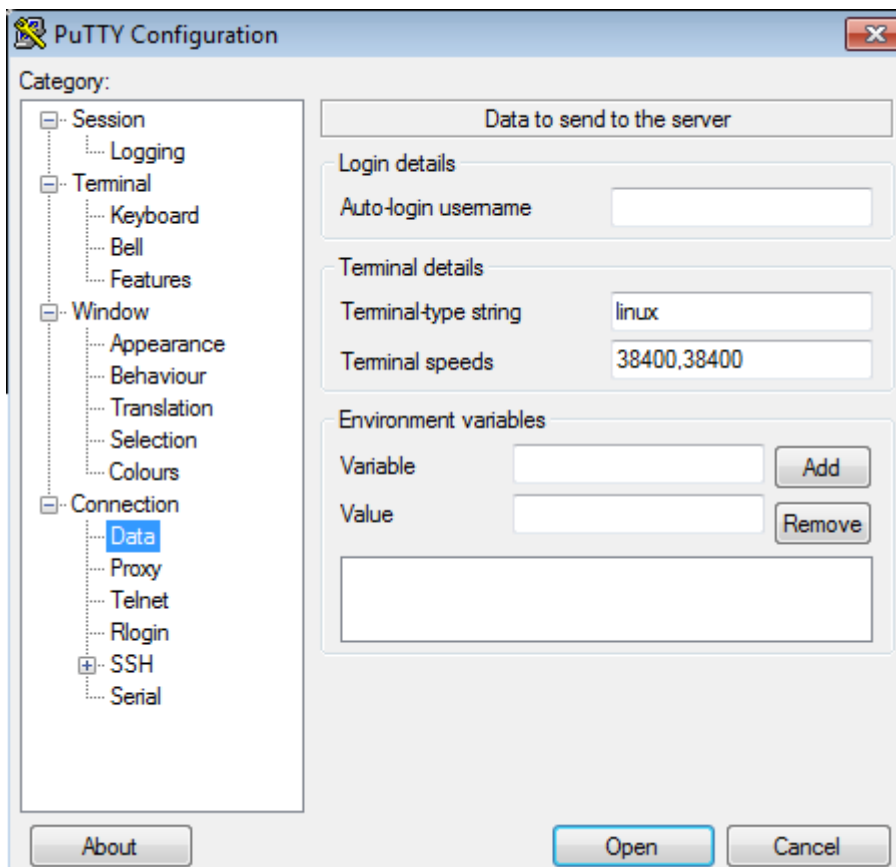 PuTTY Configuration
Category:
Session
Logging
Terminal
Keyboard
Bell
Features
Window
Appearance
Behaviour
Translation
Selection
Colours
Connection
Data
Proxy
Telnet
Rlogin
SSH
Serial
Data to send to the server
Login details
Auto-login username
Terminal details
Terminal-type string linux
Terminal speeds 38400,38400
Environment variables
Variable Add
Value Remove
About Open Cancel